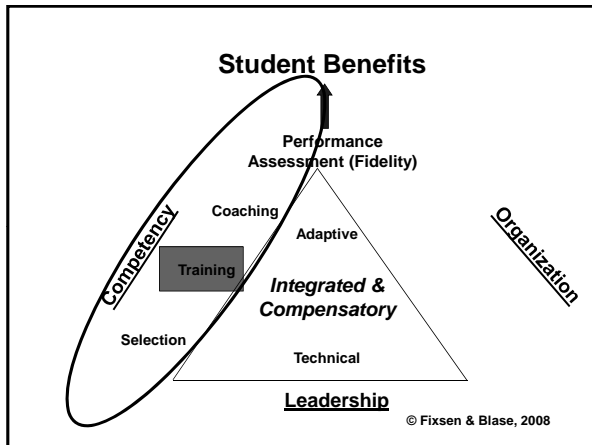 Student Benefits
Performance
Assessment (Fidelity)
Coaching
Competency
Organization
Adaptive
Training
Integrated &
Compensatory
Selection
Technical
Leadership
© Fixsen & Blase, 2008